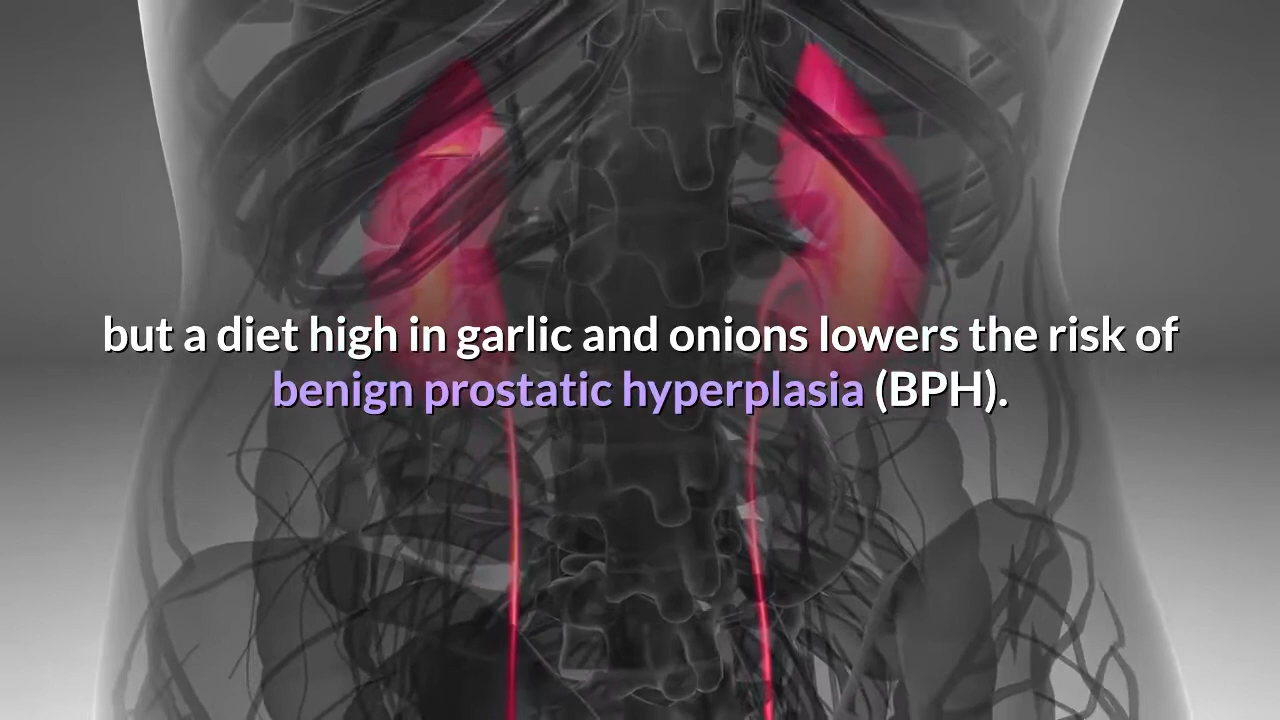 but a diet high in garlic and onions lowers the risk of
benign prostatic hyperplasia (BPH).